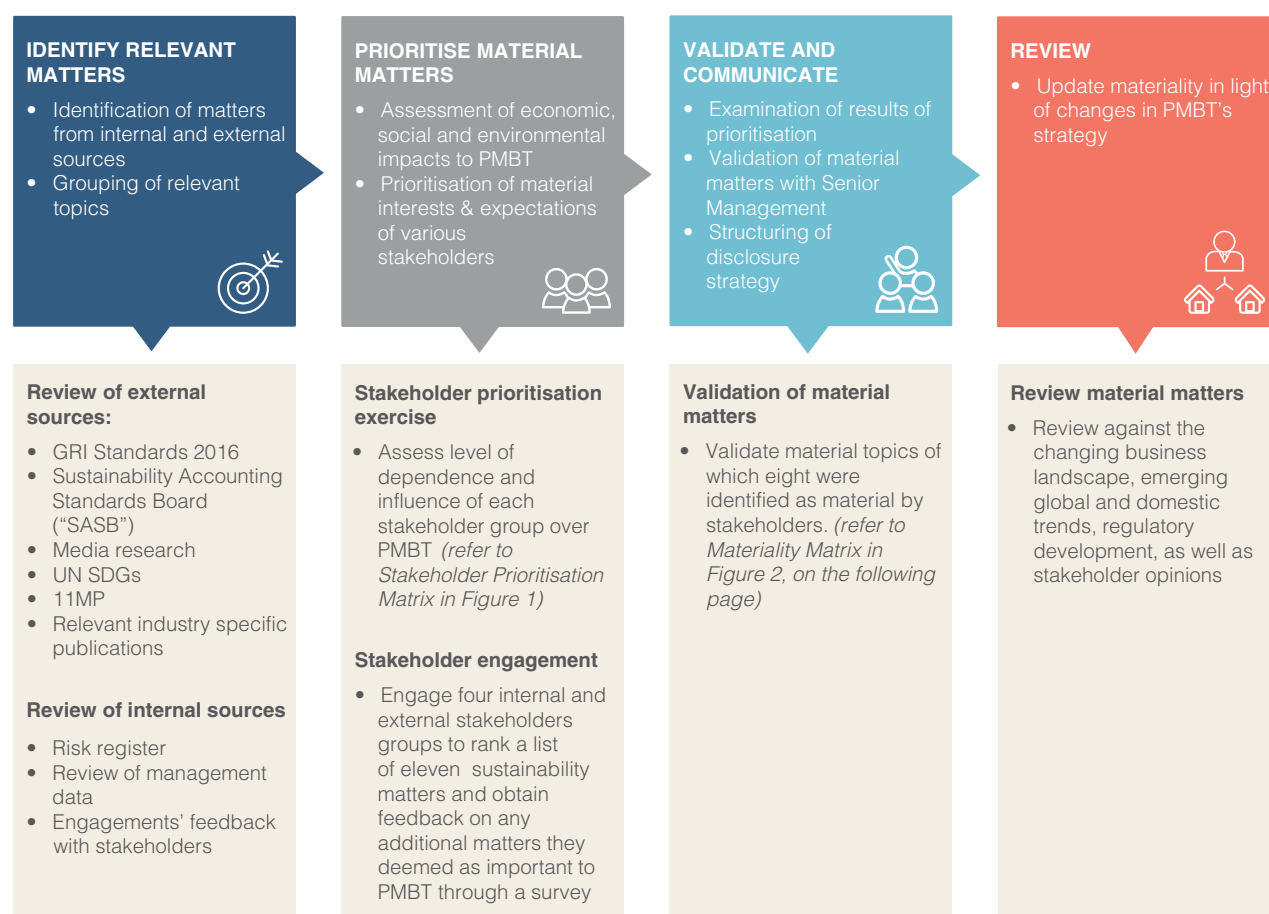 IDENTIFY RELEVANT
MATTERS
• Identification of matters
from internal and external
sources
• Grouping of relevant
topics
PRIORITISE MATERIAL
MATTERS
• Assessment of economic,
social and environmental
impacts to PMBT
• Prioritisation of material
interests & expectations
of various
stakeholders
VALIDATE AND
COMMUNICATE
• Examination of results of
prioritisation
• Validation of material
matters with Senior
Management
• Structuring of
disclosure
strategy
REVIEW
• Update materiality in light
of changes in PMBT's
strategy
Review of external
sources:
• GRI Standards 2016
• Sustainability Accounting
Standards Board
("SASB")
• Media research
• UN SDGs
• 11MP
• Relevant industry specific
publications
Review of internal sources
• Risk register
• Review of management
data
• Engagements' feedback
with stakeholders
Stakeholder prioritisation
exercise
• Assess level of
dependence and
influence of each
stakeholder group over
PMBT (refer to
Stakeholder Prioritisation
Matrix in Figure 1)
Stakeholder engagement
• Engage four internal and
external stakeholders
groups to rank a list
of eleven sustainability
matters and obtain
feedback on any
additional matters they
deemed as important to
PMBT through a survey
Validation of material
matters
• Validate material topics of
which eight were
identified as material by
stakeholders. (refer to
Materiality Matrix in
Figure 2, on the following
page)
Review material matters
• Review against the
changing business
landscape, emerging
global and domestic
trends, regulatory
development, as well as
stakeholder opinions